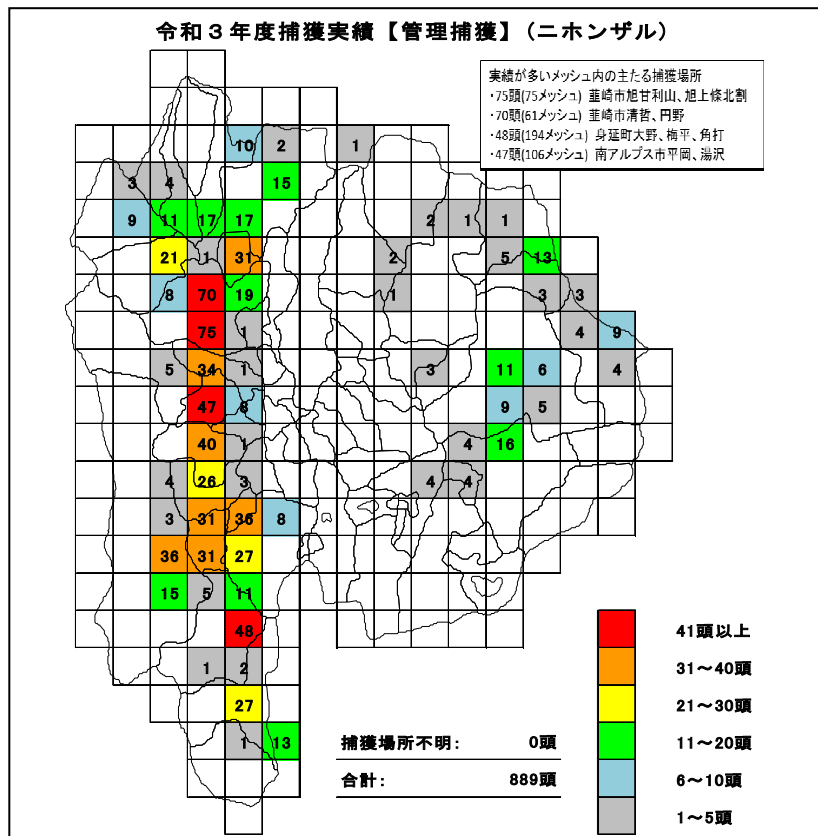 令和３年度捕獲実績【管理捕獲】（ニホンザル）
実績が多いメッシュ内の主たる捕獲場所
・75頭(75メッシュ) 韮崎市旭甘利山、旭上條北割
・70頭(61メッシュ) 韮崎市清哲、円野
・48頭(194メッシュ) 身延町大野、梅平、角打
・47頭(106メッシュ) 南アルプス市平岡、湯沢
10 2 1
3 4 15
9 11 17 17 2 1 1
21 1 31 2 5 13
8 70 19 1 3 3
75 1 4 9
5 34 1 3 11 6 4
47 8 9 5
40 1 4 16
4 26 3 4 4
3 31 36 8
36 31 27
15 5 11
48
1 2
27
1 13
41頭以上
31～40頭
21～30頭
11～20頭
6～10頭
1～5頭
捕獲場所不明： 0頭
合計： 889頭